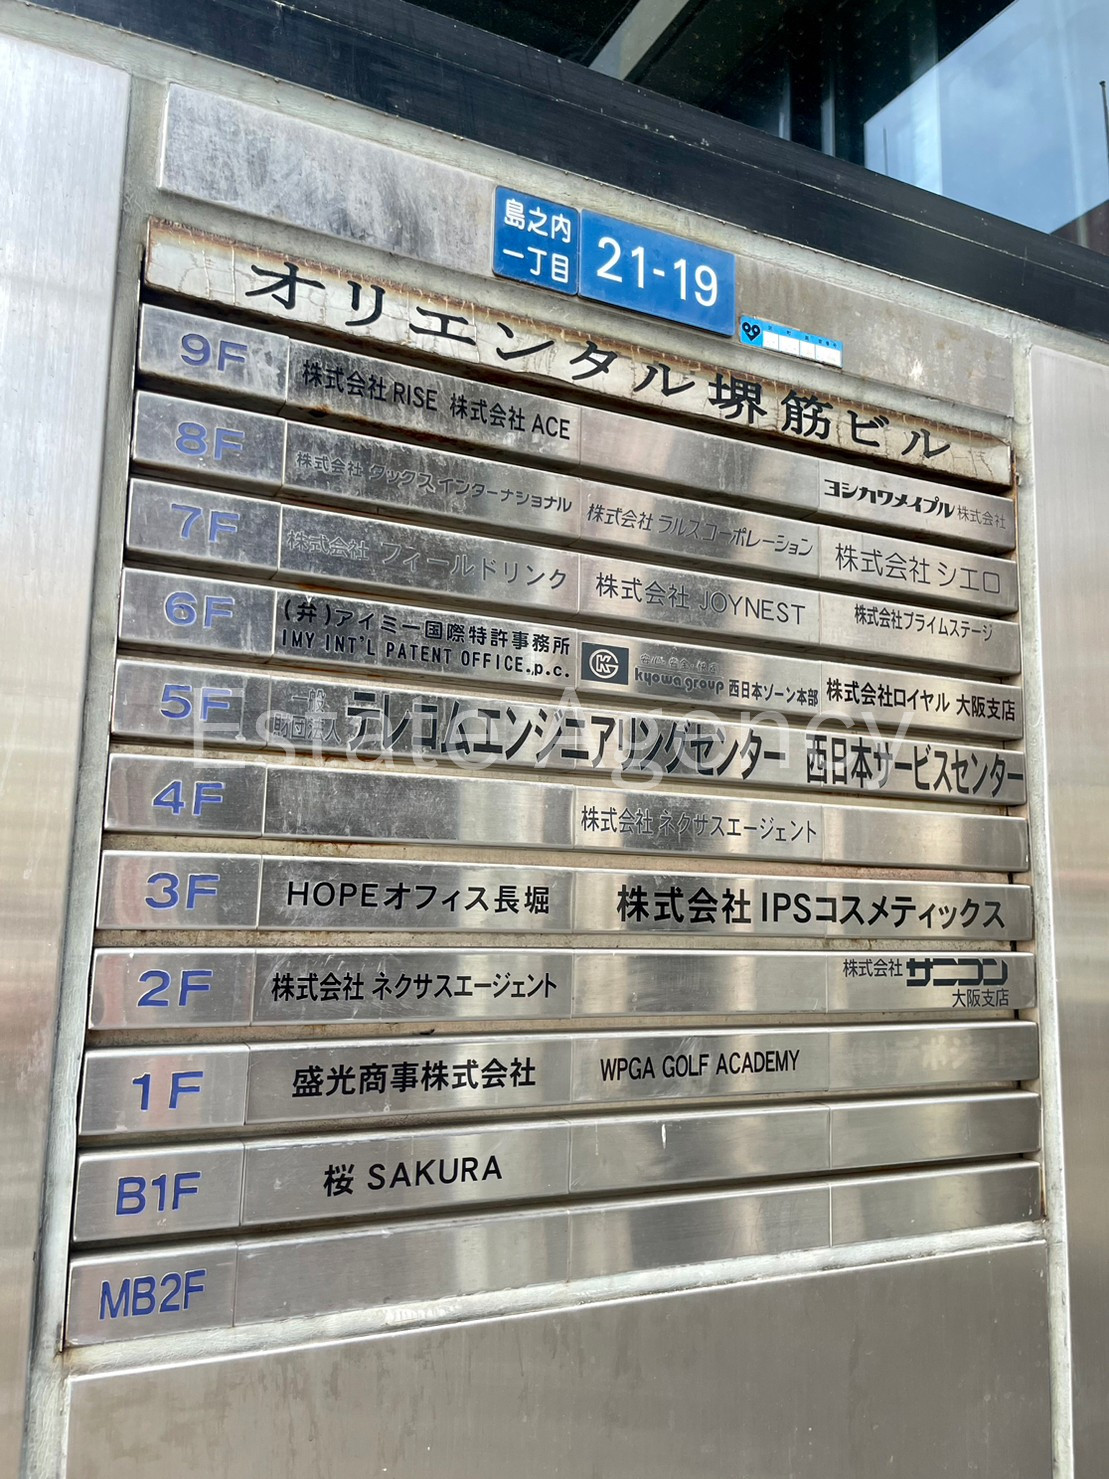 島之内
一丁目
21-19
オリエンタル堺筋ビル
9F 株式会社 RISE 株式会社 ACE ヨシカワメイプル 株式会社
8F 株式会社 タックスインターナショナル 株式会社 ラルズコーポレーション 株式会社 シエロ
7F 株式会社 フィールドリンク 株式会社 JOYNEST 株式会社プライムステージ
6F (弁)アイミー国際特許事務所
IMY INT'L PATENT OFFICE.,p.c.
kyowa group 西日本ゾーン本部 株式会社ロイヤル 大阪支店
5F 一般
財団法人 テレコムエンジニアリングセンター 西日本サービスセンター
4F 株式会社 ネクサスエージェント
3F HOPEオフィス長堀 株式会社 IPSコスメティックス
2F 株式会社 ネクサスエージェント 株式会社 サニコン
大阪支店
1F 盛光商事株式会社 WPGA GOLF ACADEMY
B1F 桜 SAKURA
MB2F
Estate Agency